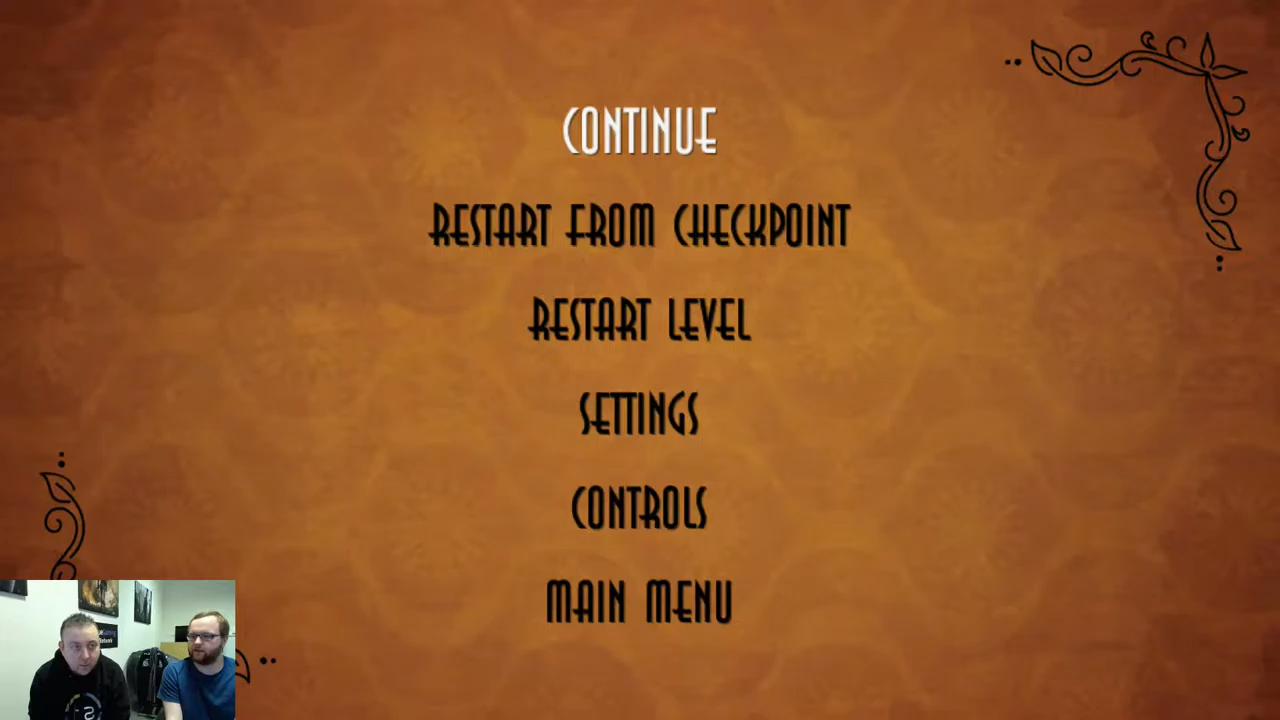 CONTINUE
RESTART FROM CHECKPOINT
RESTART LEVEL
SETTINGS
CONTROLS
MAIN MENU